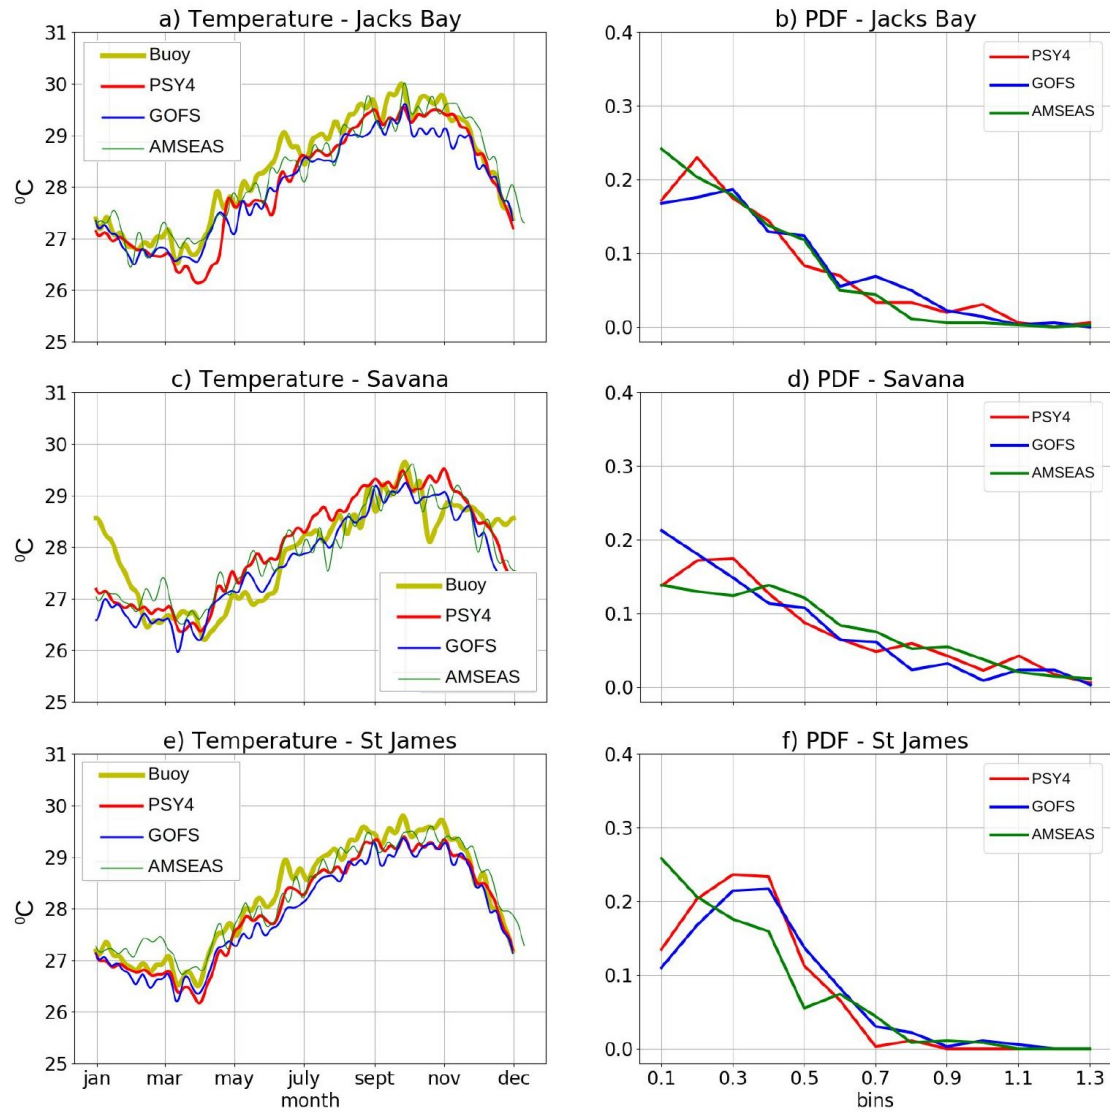 a) Temperature - Jacks Bay
31
30
29
28
27
26
25
⁰C
Buoy
PSY4
GOFS
AMSEAS
b) PDF - Jacks Bay
0.4
0.3
0.2
0.1
0.0
PSY4
GOFS
AMSEAS
c) Temperature - Savana
31
30
29
28
27
26
25
⁰C
Buoy
PSY4
GOFS
AMSEAS
d) PDF - Savana
0.4
0.3
0.2
0.1
0.0
PSY4
GOFS
AMSEAS
e) Temperature - St James
31
30
29
28
27
26
25
⁰C
Buoy
PSY4
GOFS
AMSEAS
jan mar may july sept nov dec
month
f) PDF - St James
0.4
0.3
0.2
0.1
0.0
PSY4
GOFS
AMSEAS
0.1 0.3 0.5 0.7 0.9 1.1 1.3
bins